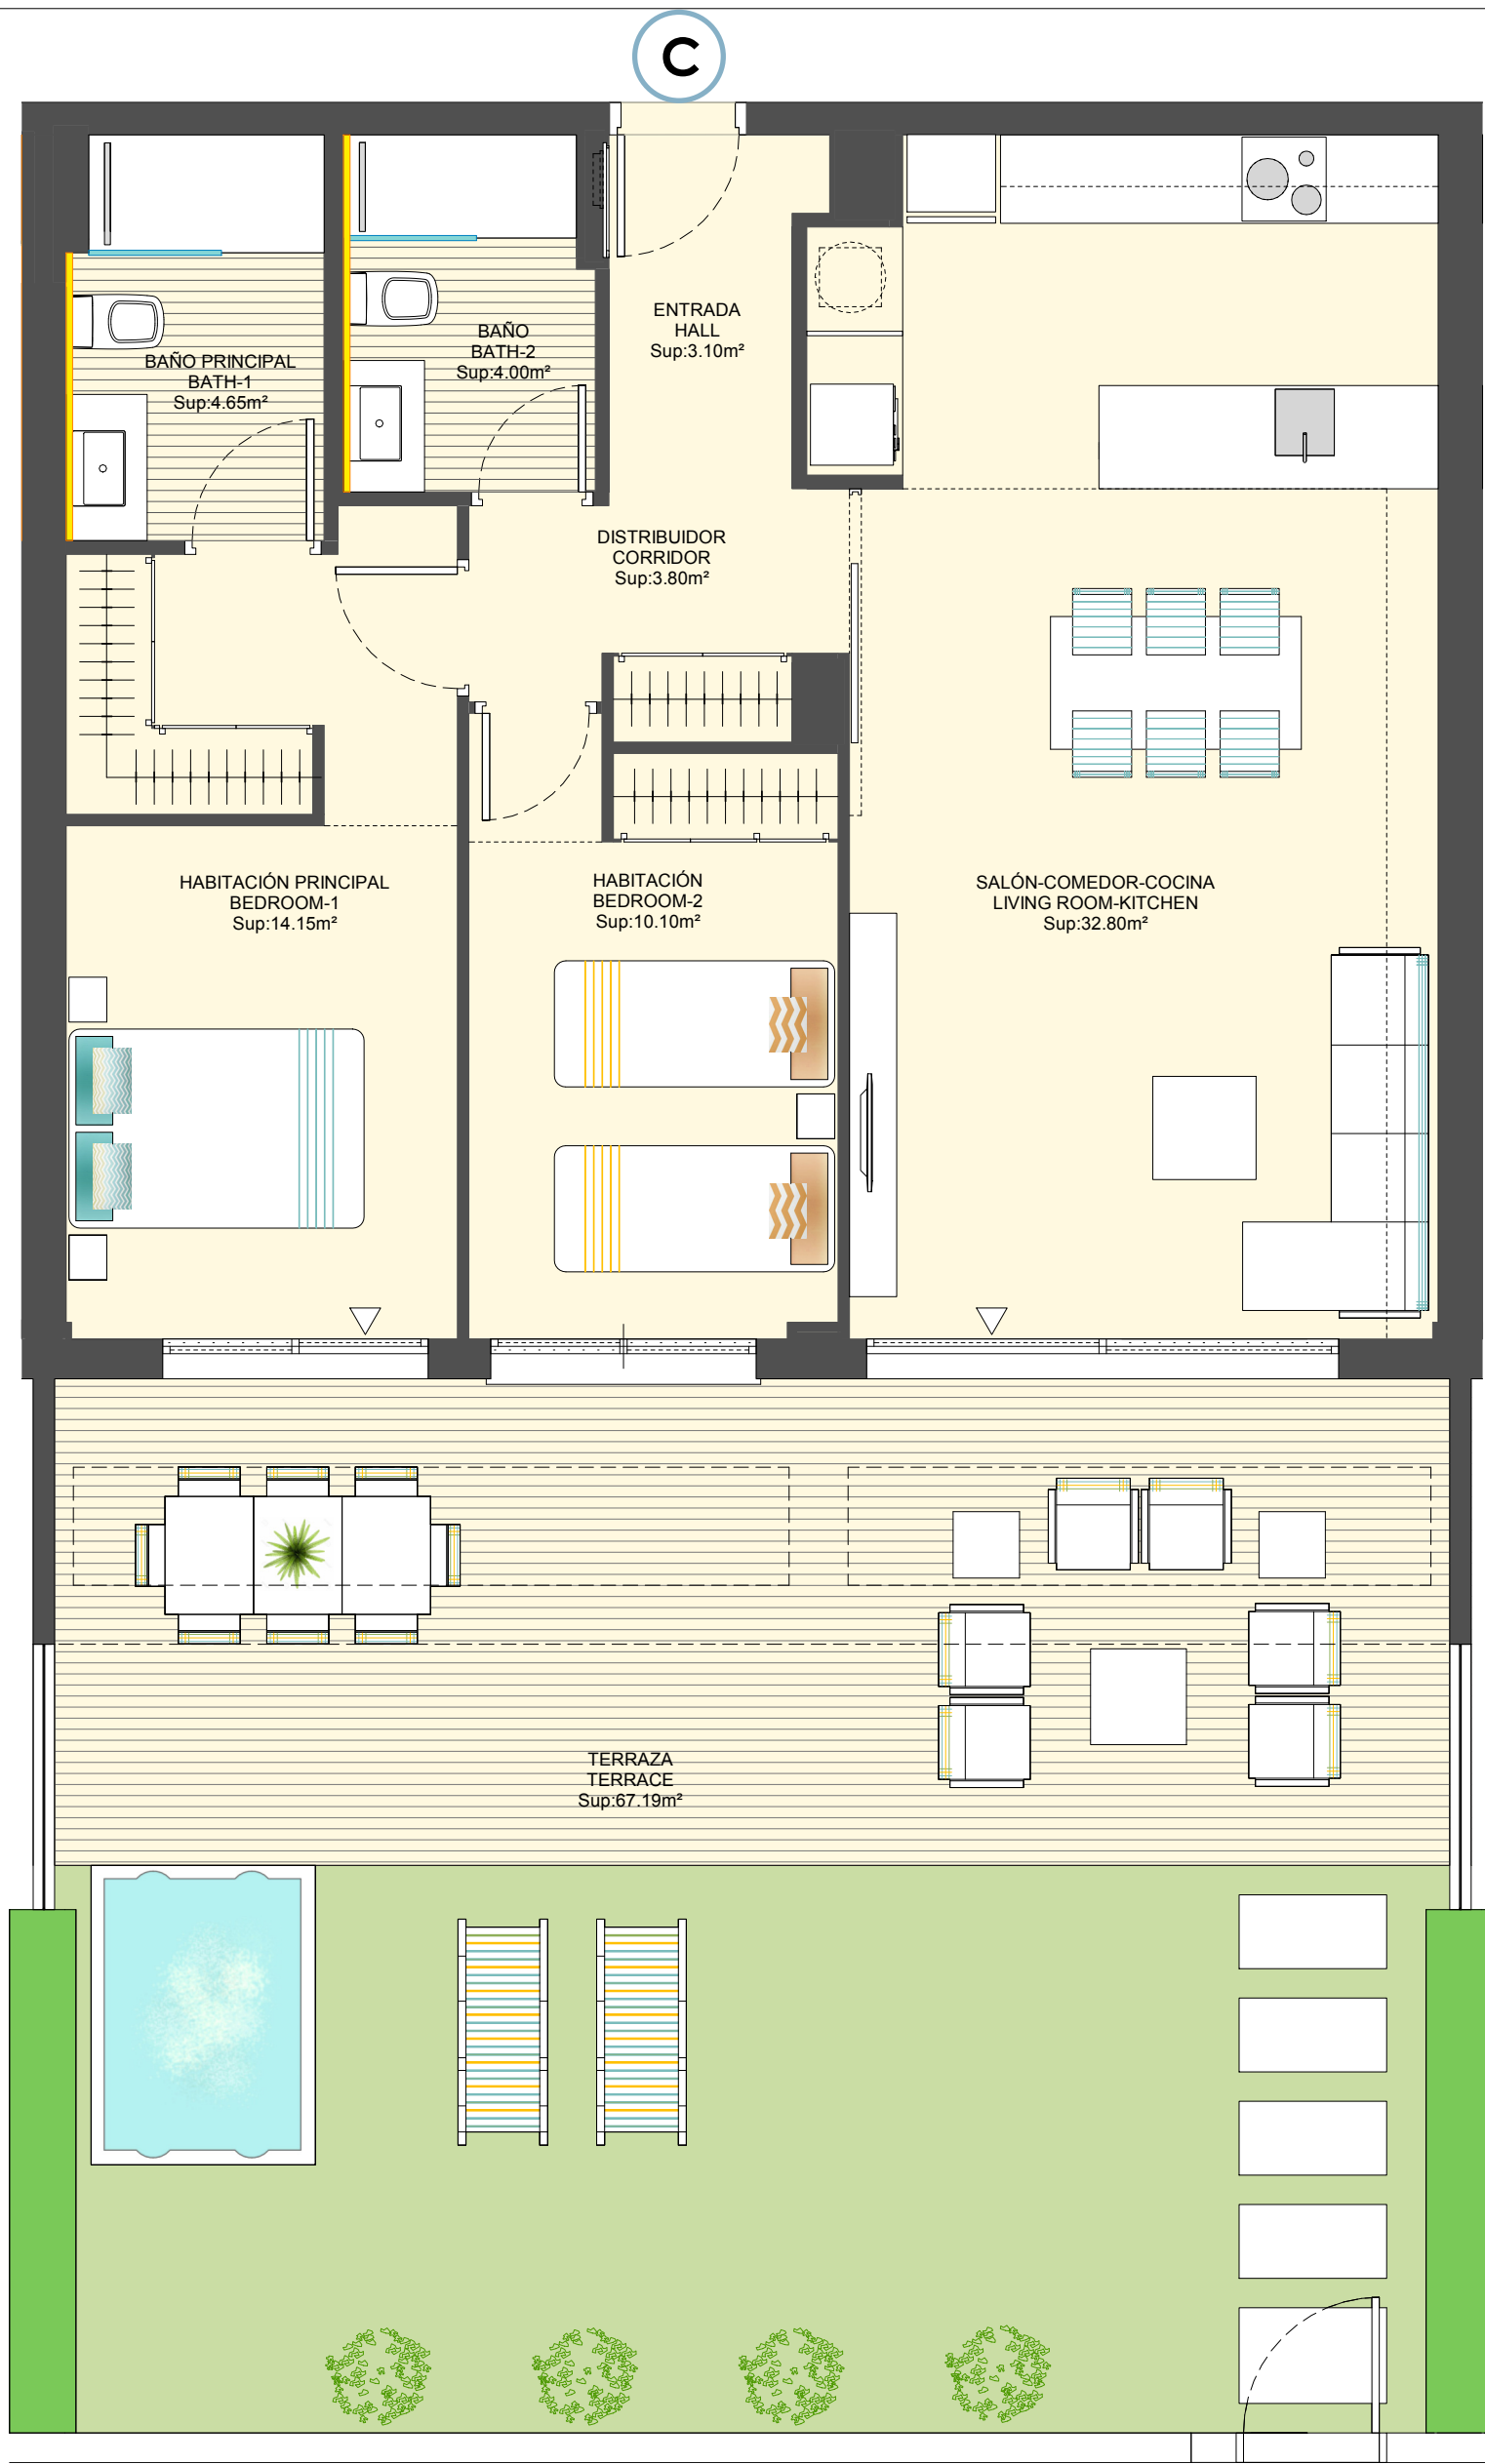 C
ENTRADA
HALL
Sup:3.10m²
BAÑO
BATH-2
Sup:4.00m²
BAÑO PRINCIPAL
BATH-1
Sup:4.65m²
DISTRIBUIDOR
CORRIDOR
Sup:3.80m²
HABITACIÓN PRINCIPAL
BEDROOM-1
Sup:14.15m²
HABITACIÓN
BEDROOM-2
Sup:10.10m²
SALÓN-COMEDOR-COCINA
LIVING ROOM-KITCHEN
Sup:32.80m²
TERRAZA
TERRACE
Sup:67.19m²